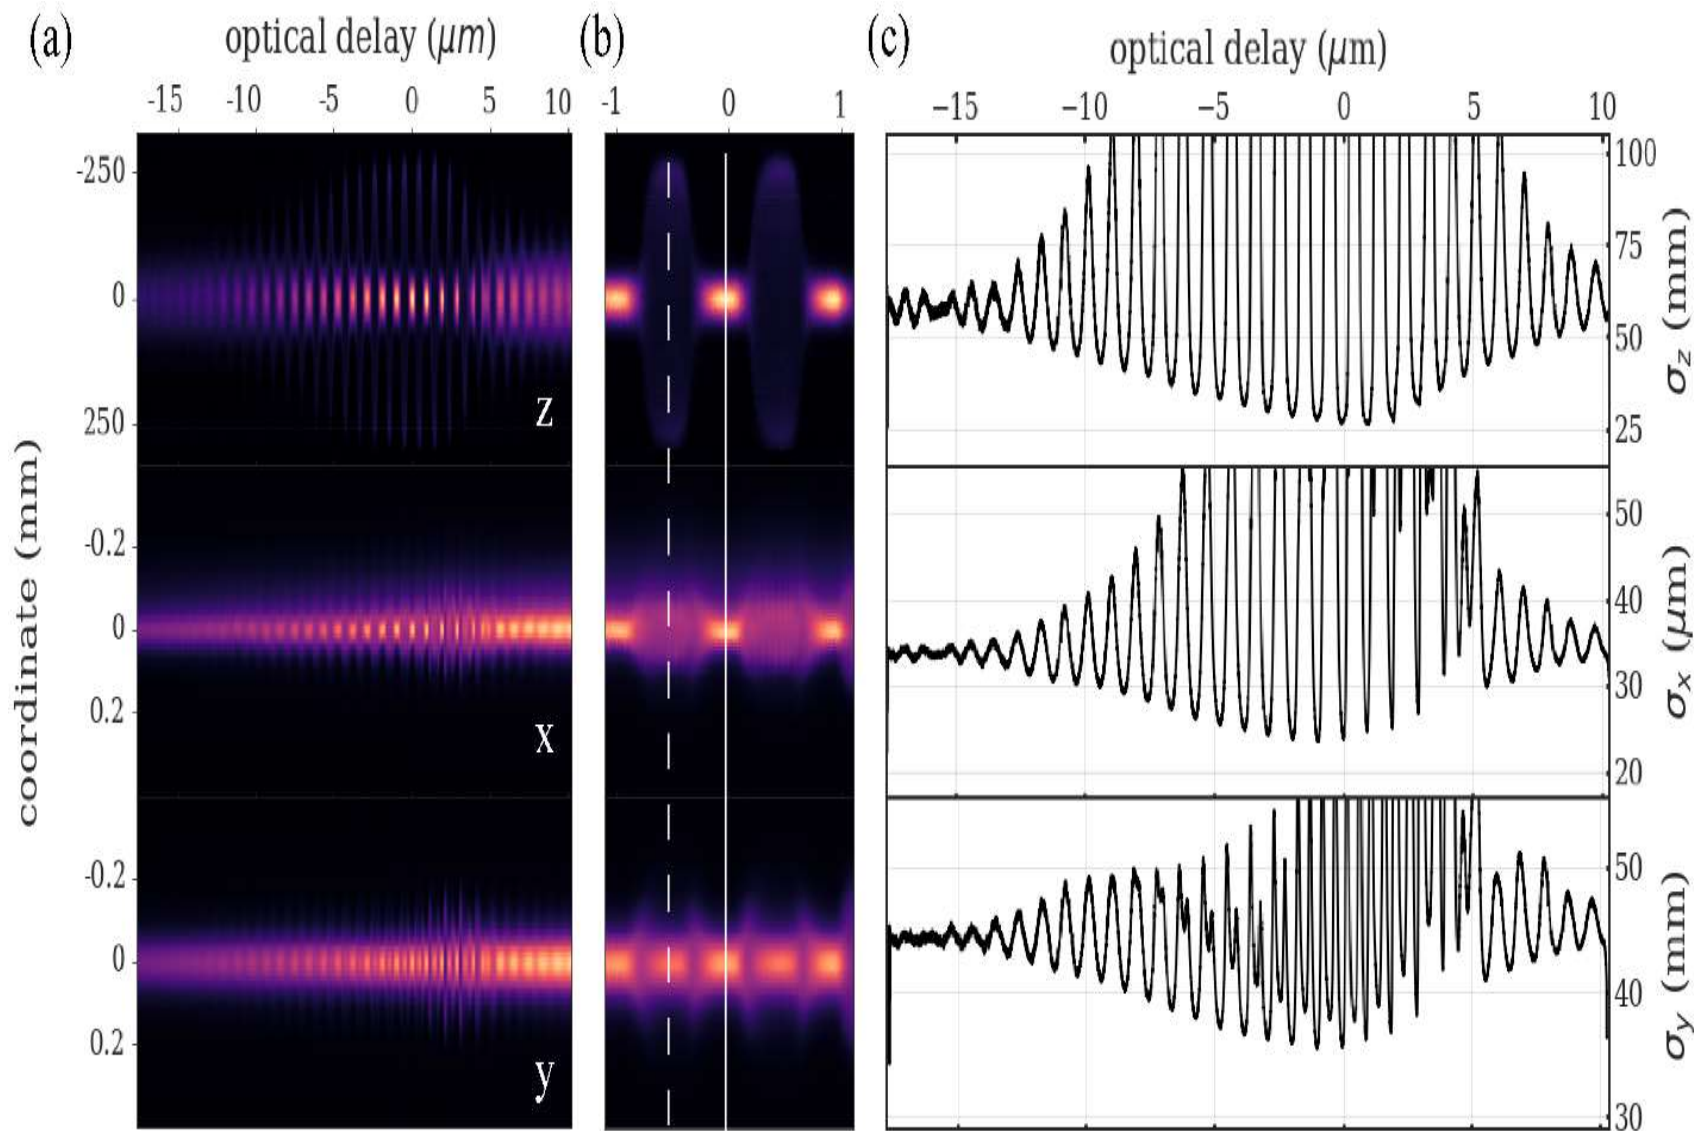 (a) optical delay (μm) (b) (c) optical delay (μm)
-15 -10 -5 0 5 10 -1 0 1 −15 −10 −5 0 5 10
-250
0
250
z
100
75
50
25
σz (mm)
coordinate (mm)
-0.2
0
0.2
x
50
40
30
20
σx (μm)
-0.2
0
0.2
y
50
40
30
σy (mm)